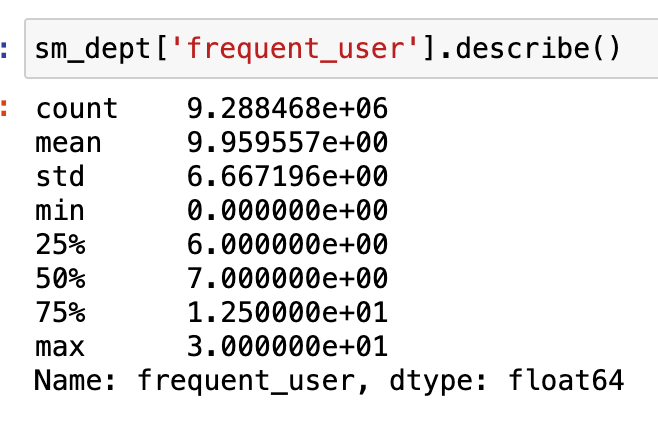 : sm_dept['frequent_user'].describe()
: count    9.288468e+06
mean     9.959557e+00
std      6.667196e+00
min      0.000000e+00
25%      6.000000e+00
50%      7.000000e+00
75%      1.250000e+01
max      3.000000e+01
Name: frequent_user, dtype: float64